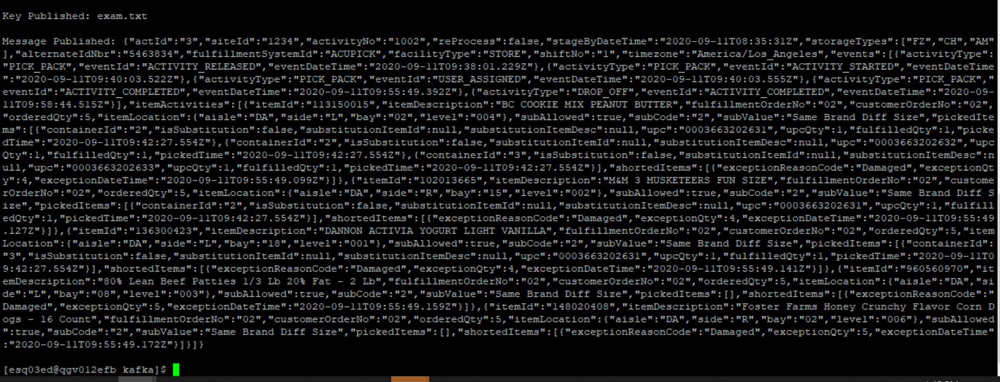 Key Published: exam.txt
Message Published: {"actId":"3","siteId":"1234","activityNo":"1002","reProcess":false,"stageByDateTime":"2020-09-11T08:35:31Z","storageTypes":["FZ","CH","AM"
],"alternateIdNbr":"5463834","fulfillmentSystemId":"ACUPICK","facilityType":"STORE","shiftNo":"1","timezone":"America/Los_Angeles","events":[{"activityType":
"PICK_PACK","eventId":"ACTIVITY_RELEASED","eventDateTime":"2020-09-11T09:38:01.229Z"},{"activityType":"PICK_PACK","eventId":"ACTIVITY_STARTED","eventDateTime
":"2020-09-11T09:40:03.522Z"},{"activityType":"PICK_PACK","eventId":"USER_ASSIGNED","eventDateTime":"2020-09-11T09:40:03.555Z"},{"activityType":"PICK_PACK","
eventId":"ACTIVITY_COMPLETED","eventDateTime":"2020-09-11T09:55:49.392Z"},{"activityType":"DROP_OFF","eventId":"ACTIVITY_COMPLETED","eventDateTime":"2020-09-
11T09:58:44.515Z"}],"itemActivities":[{"itemId":"113150015","itemDescription":"BC COOKIE MIX PEANUT BUTTER","fulfillmentOrderNo":"02","customerOrderNo":"02",
"orderedQty":5,"itemLocation":{"aisle":"DA","side":"L","bay":"02","level":"004"},"subAllowed":true,"subCode":"2","subValue":"Same Brand Diff Size","pickedIte
ms":[{"containerId":"2","isSubstitution":false,"substitutionItemId":null,"substitutionItemDesc":null,"upc":"0003663202631","upcQty":1,"fulfilledQty":1,"picke
dTime":"2020-09-11T09:42:27.554Z"},{"containerId":"2","isSubstitution":false,"substitutionItemId":null,"substitutionItemDesc":null,"upc":"0003663202632","upc
Qty":1,"fulfilledQty":1,"pickedTime":"2020-09-11T09:42:27.554Z"},{"containerId":"3","isSubstitution":false,"substitutionItemId":null,"substitutionItemDesc":n
ull,"upc":"0003663202633","upcQty":1,"fulfilledQty":1,"pickedTime":"2020-09-11T09:42:27.554Z"}],"shortedItems":[{"exceptionReasonCode":"Damaged","exceptionQt
y":4,"exceptionDateTime":"2020-09-11T09:55:49.099Z"}]},{"itemId":"102013665","itemDescription":"M&M 3 MUSKETEERS FUN SIZE","fulfillmentOrderNo":"02","custome
rOrderNo":"02","orderedQty":5,"itemLocation":{"aisle":"DA","side":"R","bay":"15","level":"002"},"subAllowed":true,"subCode":"2","subValue":"Same Brand Diff S
ize","pickedItems":[{"containerId":"2","isSubstitution":false,"substitutionItemId":null,"substitutionItemDesc":null,"upc":"0003663202631","upcQty":1,"fulfill
edQty":1,"pickedTime":"2020-09-11T09:42:27.554Z"}],"shortedItems":[{"exceptionReasonCode":"Damaged","exceptionQty":4,"exceptionDateTime":"2020-09-11T09:55:49
.127Z"}]},{"itemId":"136300423","itemDescription":"DANNON ACTIVIA YOGURT LIGHT VANILLA","fulfillmentOrderNo":"02","customerOrderNo":"02","orderedQty":5,"item
Location":{"aisle":"DA","side":"L","bay":"18","level":"001"},"subAllowed":true,"subCode":"2","subValue":"Same Brand Diff Size","pickedItems":[{"containerId":
"3","isSubstitution":false,"substitutionItemId":null,"substitutionItemDesc":null,"upc":"0003663202631","upcQty":1,"fulfilledQty":1,"pickedTime":"2020-09-11T0
9:42:27.554Z"}],"shortedItems":[{"exceptionReasonCode":"Damaged","exceptionQty":4,"exceptionDateTime":"2020-09-11T09:55:49.141Z"}]},{"itemId":"960560970","it
emDescription":"80% Lean Beef Patties 1/3 Lb 20% Fat - 2 Lb","fulfillmentOrderNo":"02","customerOrderNo":"02","orderedQty":5,"itemLocation":{"aisle":"DA","si
de":"L","bay":"08","level":"003"},"subAllowed":true,"subCode":"2","subValue":"Same Brand Diff Size","pickedItems":[],"shortedItems":[{"exceptionReasonCode":"
Damaged","exceptionQty":5,"exceptionDateTime":"2020-09-11T09:55:49.159Z"}]},{"itemId":"148020408","itemDescription":"Foster Farms Honey Crunchy Flavor Corn D
ogs - 16 Count","fulfillmentOrderNo":"02","customerOrderNo":"02","orderedQty":5,"itemLocation":{"aisle":"DA","side":"R","bay":"02","level":"006"},"subAllowed
":true,"subCode":"2","subValue":"Same Brand Diff Size","pickedItems":[],"shortedItems":[{"exceptionReasonCode":"Damaged","exceptionQty":5,"exceptionDateTime"
:"2020-09-11T09:55:49.172Z"}]}]}
[esq03ed@qgv012efb kafka]$